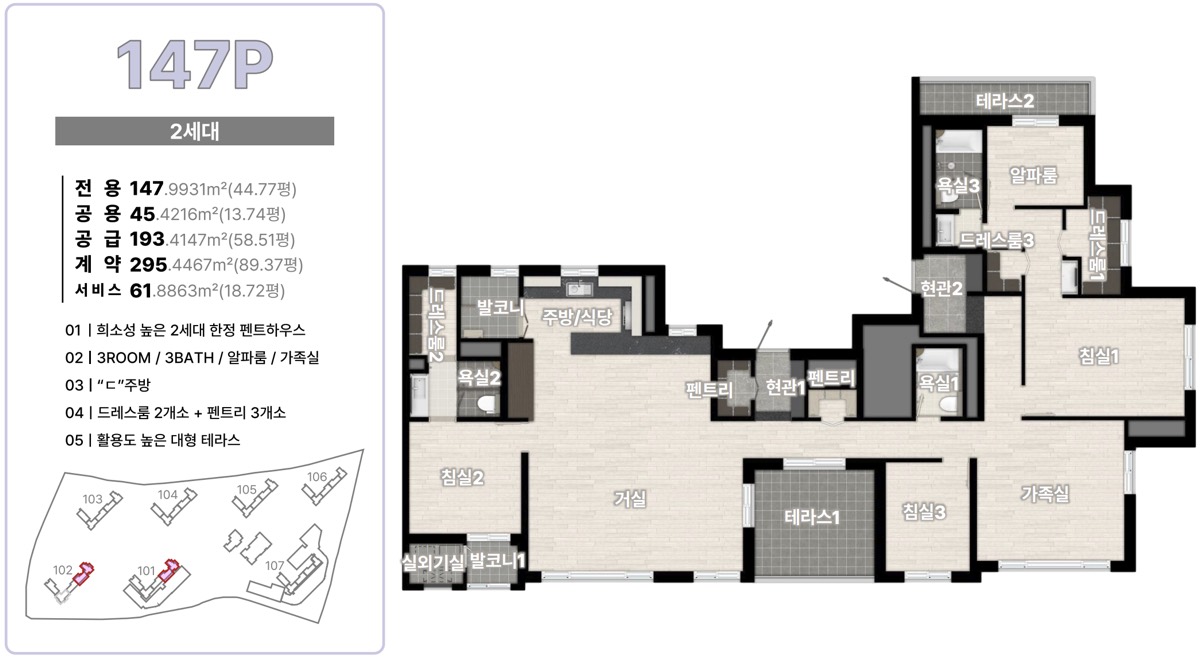 147P
2세대
전 용 147.9931m²(44.77평)
공 용 45.4216m²(13.74평)
공 급 193.4147m²(58.51평)
계 약 295.4467m²(89.37평)
서비스 61.8863m²(18.72평)
01 | 희소성 높은 2세대 한정 펜트하우스
02 | 3ROOM / 3BATH / 알파룸 / 가족실
03 | “ㄷ”주방
04 | 드레스룸 2개소 + 펜트리 3개소
05 | 활용도 높은 대형 테라스
103
104
105
106
102
101
107
테라스2
욕실3
알파룸
드레스룸3
드레스룸1
현관2
드레스룸2
발코니
주방/식당
욕실2
펜트리
현관1
펜트리
욕실1
침실1
침실2
거실
테라스1
침실3
가족실
실외기실
발코니1